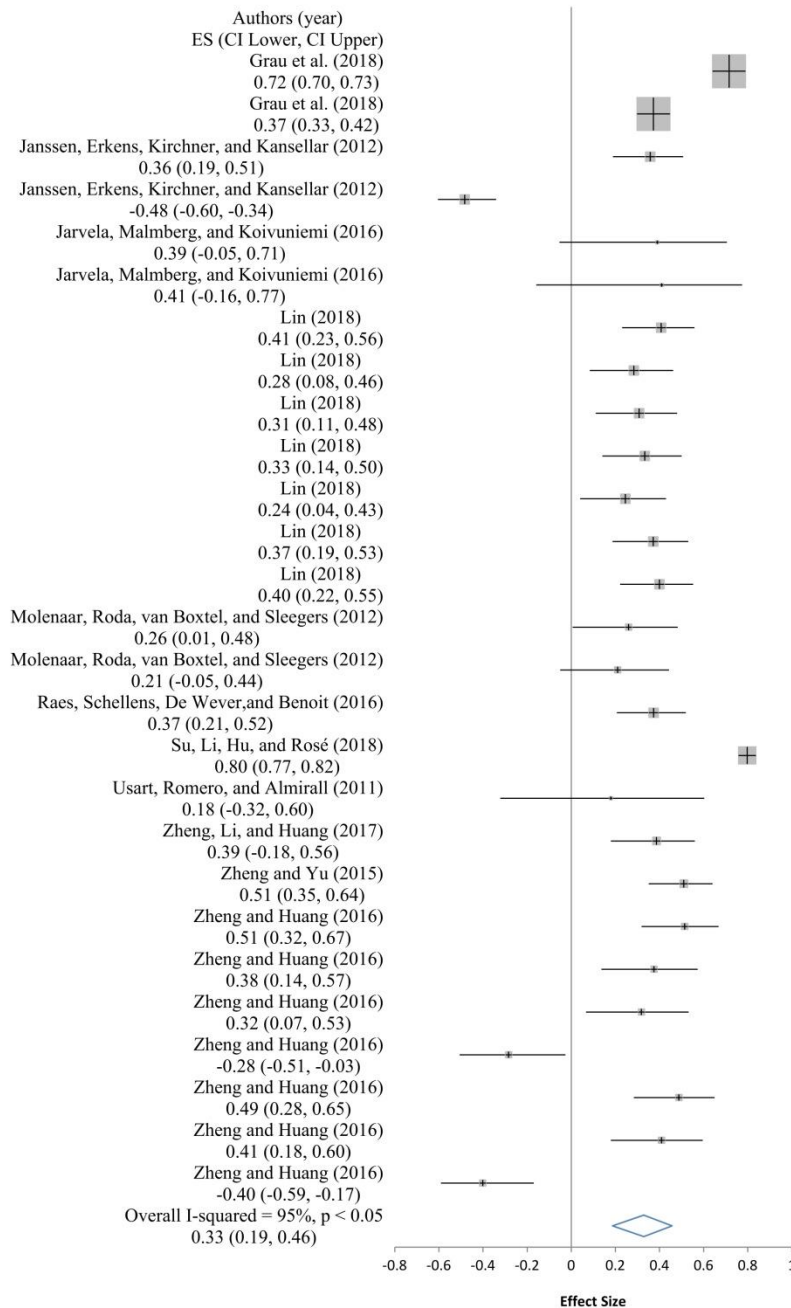 Authors (year)
ES (CI Lower, CI Upper)
Grau et al. (2018)
0.72 (0.70, 0.73)
Grau et al. (2018)
0.37 (0.33, 0.42)
Janssen, Erkens, Kirchner, and Kansellar (2012)
0.36 (0.19, 0.51)
Janssen, Erkens, Kirchner, and Kansellar (2012)
-0.48 (-0.60, -0.34)
Jarvela, Malmberg, and Koivuniemi (2016)
0.39 (-0.05, 0.71)
Jarvela, Malmberg, and Koivuniemi (2016)
0.41 (-0.16, 0.77)
Lin (2018)
0.41 (0.23, 0.56)
Lin (2018)
0.28 (0.08, 0.46)
Lin (2018)
0.31 (0.11, 0.48)
Lin (2018)
0.33 (0.14, 0.50)
Lin (2018)
0.24 (0.04, 0.43)
Lin (2018)
0.37 (0.19, 0.53)
Lin (2018)
0.40 (0.22, 0.55)
Molenaar, Roda, van Boxtel, and Sleegers (2012)
0.26 (0.01, 0.48)
Molenaar, Roda, van Boxtel, and Sleegers (2012)
0.21 (-0.05, 0.44)
Raes, Schellens, De Wever,and Benoit (2016)
0.37 (0.21, 0.52)
Su, Li, Hu, and Rosé (2018)
0.80 (0.77, 0.82)
Usart, Romero, and Almirall (2011)
0.18 (-0.32, 0.60)
Zheng, Li, and Huang (2017)
0.39 (-0.18, 0.56)
Zheng and Yu (2015)
0.51 (0.35, 0.64)
Zheng and Huang (2016)
0.51 (0.32, 0.67)
Zheng and Huang (2016)
0.38 (0.14, 0.57)
Zheng and Huang (2016)
0.32 (0.07, 0.53)
Zheng and Huang (2016)
-0.28 (-0.51, -0.03)
Zheng and Huang (2016)
0.49 (0.28, 0.65)
Zheng and Huang (2016)
0.41 (0.18, 0.60)
Zheng and Huang (2016)
-0.40 (-0.59, -0.17)
Overall I-squared = 95%, p < 0.05
0.33 (0.19, 0.46)
-0.8 -0.6 -0.4 -0.2 0 0.2 0.4 0.6 0.8 1
Effect Size